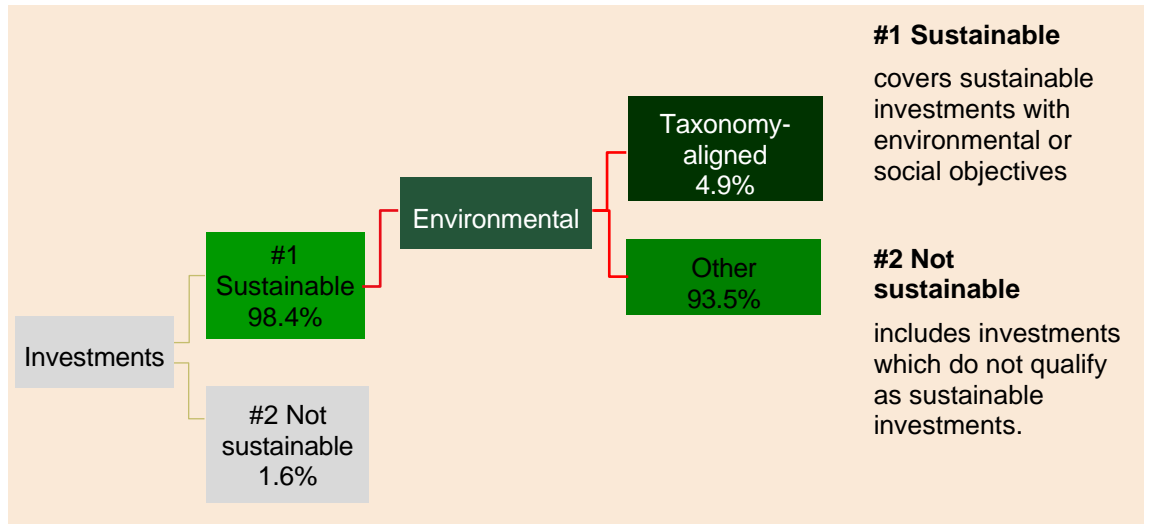 Investments
#1
Sustainable
98.4%
#2 Not
sustainable
1.6%
Environmental
Taxonomy-
aligned
4.9%
Other
93.5%
#1 Sustainable
covers sustainable
investments with
environmental or
social objectives
#2 Not
sustainable
includes investments
which do not qualify
as sustainable
investments.